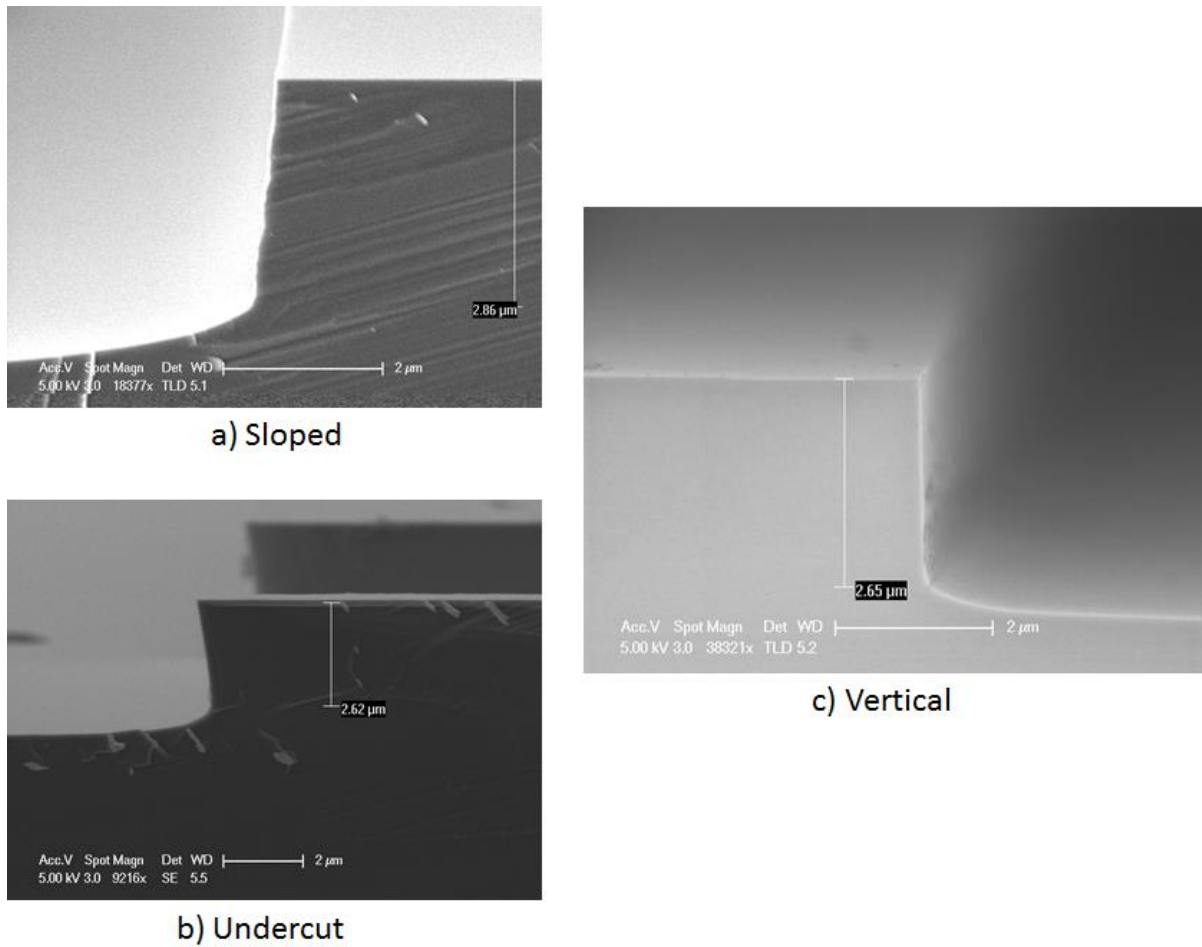 2.86 µm
Acc.V Spot Magn Det WD 2 µm
5.00 kV 3.0 18377x TLD 5.1
a) Sloped
2.62 µm
Acc.V Spot Magn Det WD 2 µm
5.00 kV 3.0 9216x SE 5.5
b) Undercut
2.65 µm
Acc.V Spot Magn Det WD 2 µm
5.00 kV 3.0 38321x TLD 5.2
c) Vertical